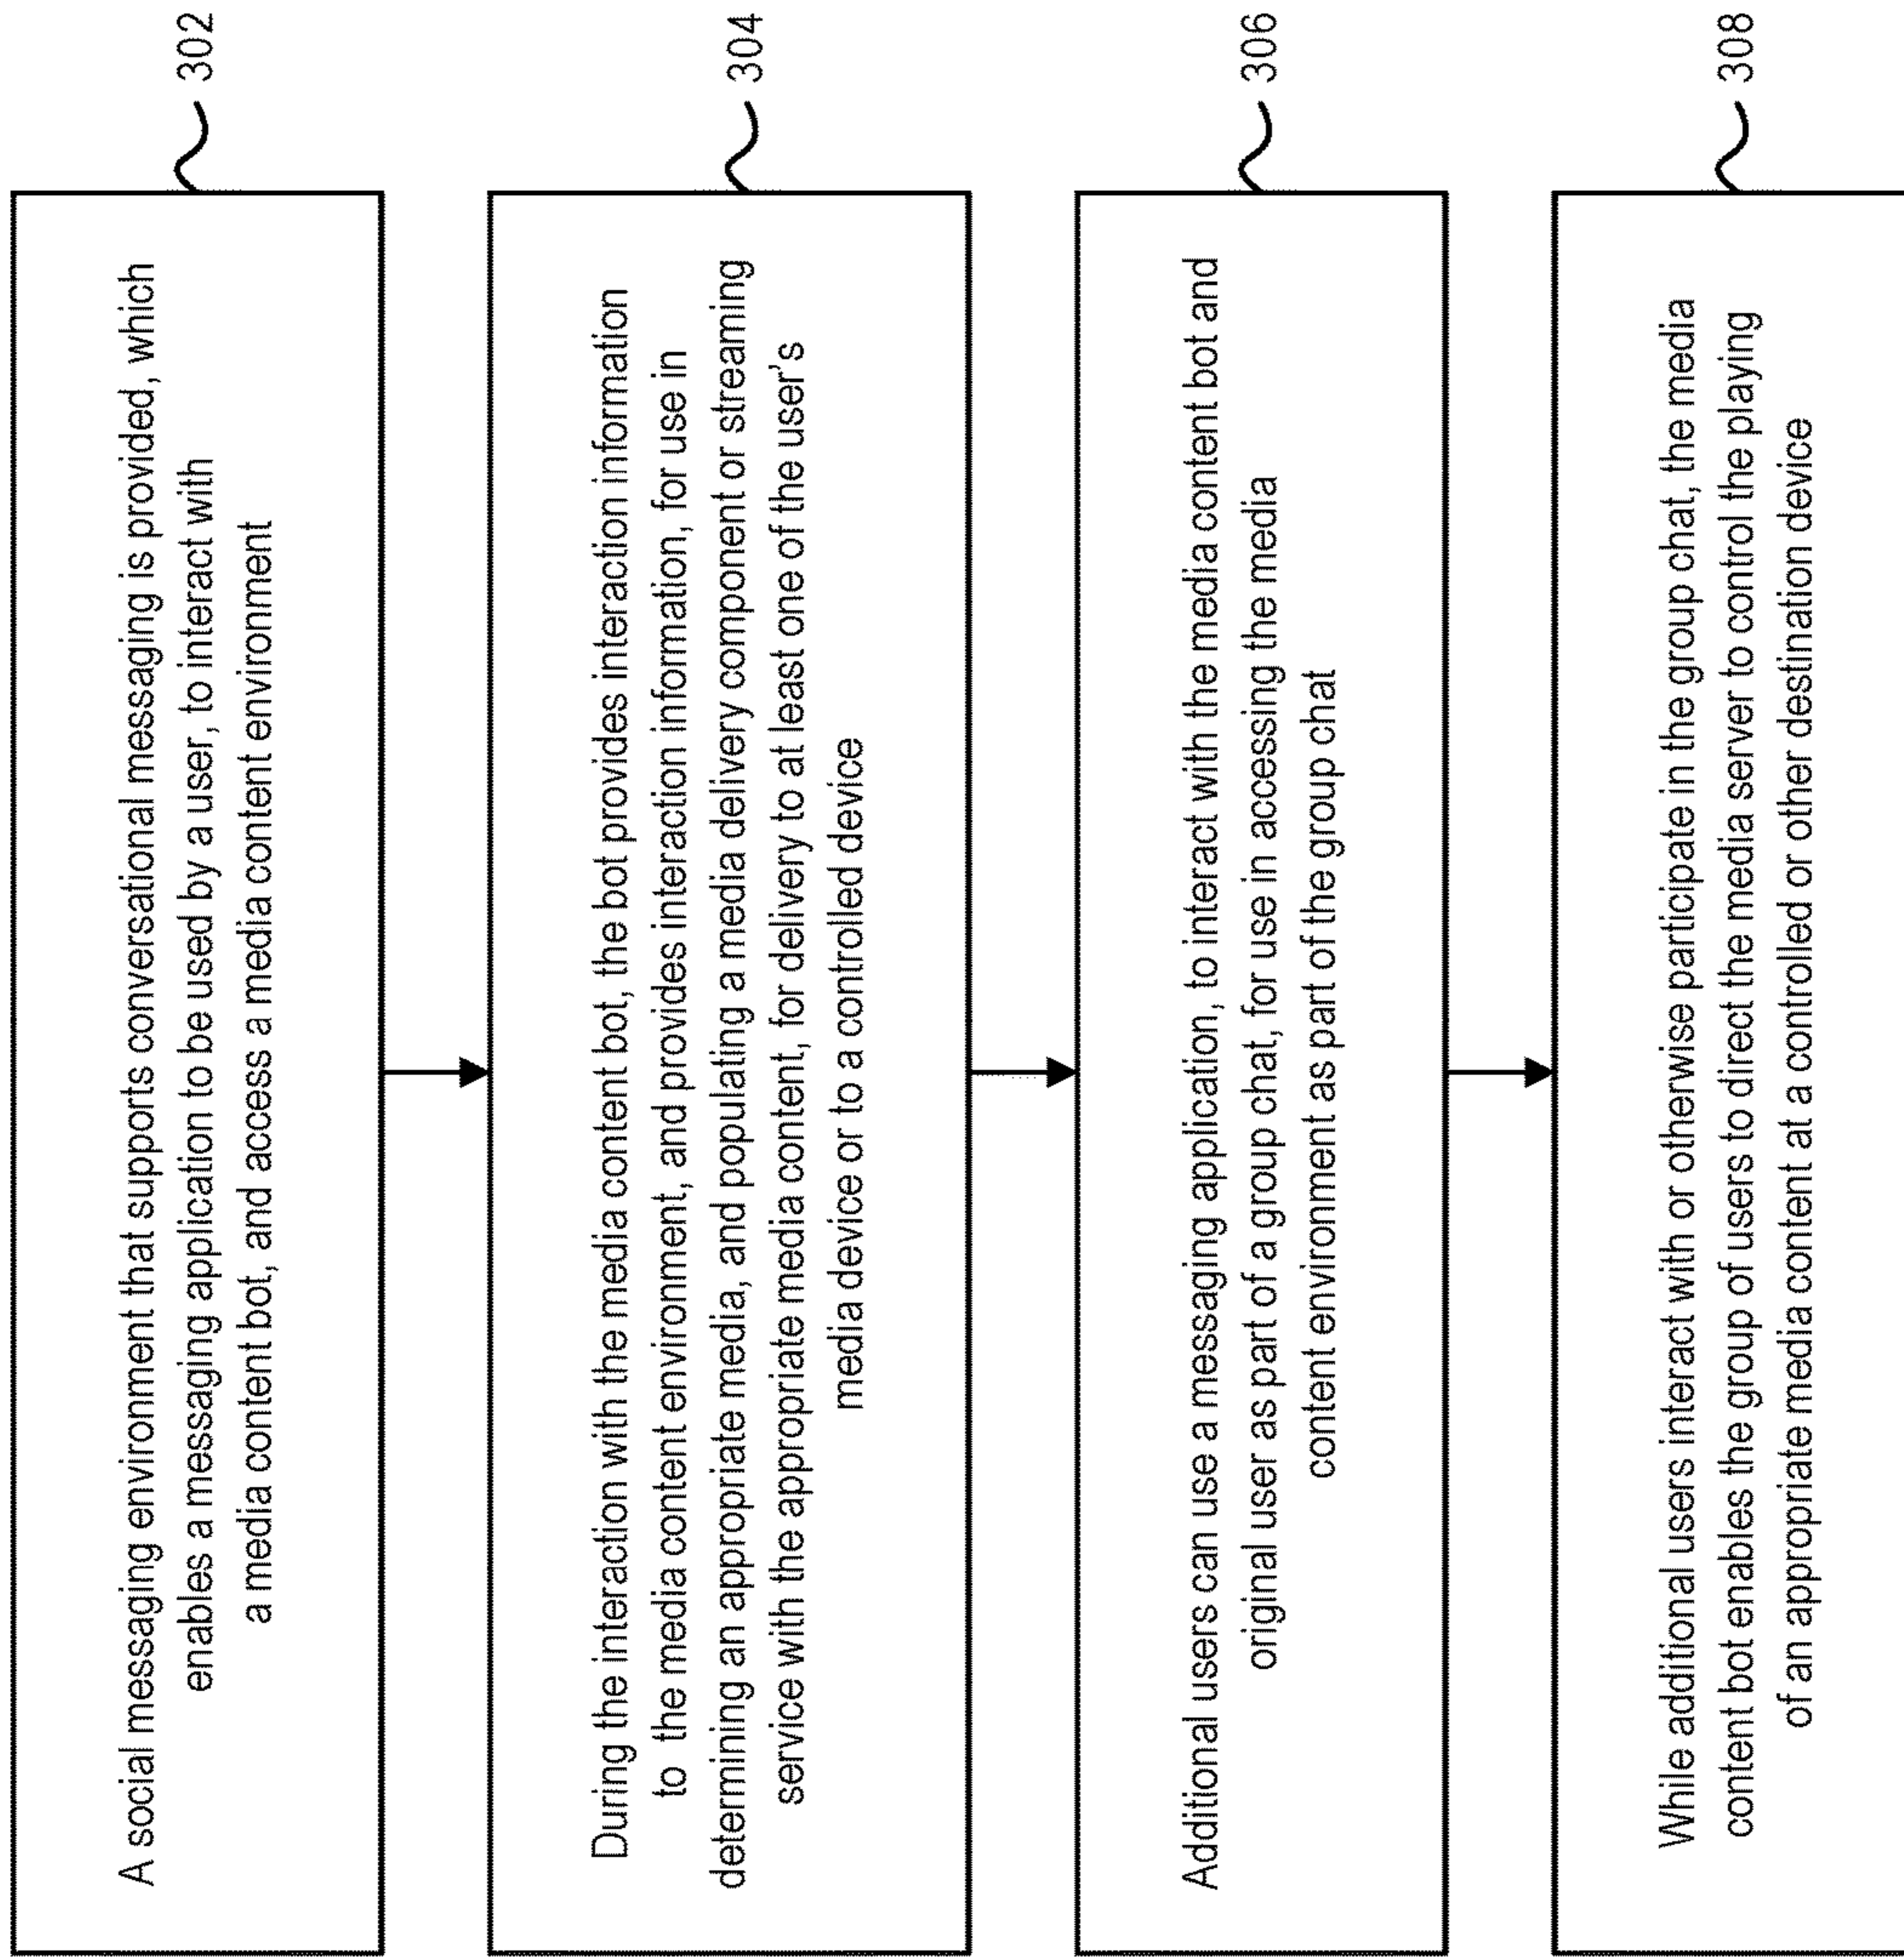 A social messaging environment that supports conversational messaging is provided, which
enables a messaging application to be used by a user, to interact with
a media content bot, and access a media content environment
302
During the interaction with the media content bot, the bot provides interaction information
to the media content environment, and provides interaction information, for use in
determining an appropriate media, and populating a media delivery component or streaming
service with the appropriate media content, for delivery to at least one of the user's
media device or to a controlled device
304
Additional users can use a messaging application, to interact with the media content bot and
original user as part of a group chat, for use in accessing the media
content environment as part of the group chat
306
While additional users interact with or otherwise participate in the group chat, the media
content bot enables the group of users to direct the media server to control the playing
of an appropriate media content at a controlled or other destination device
308